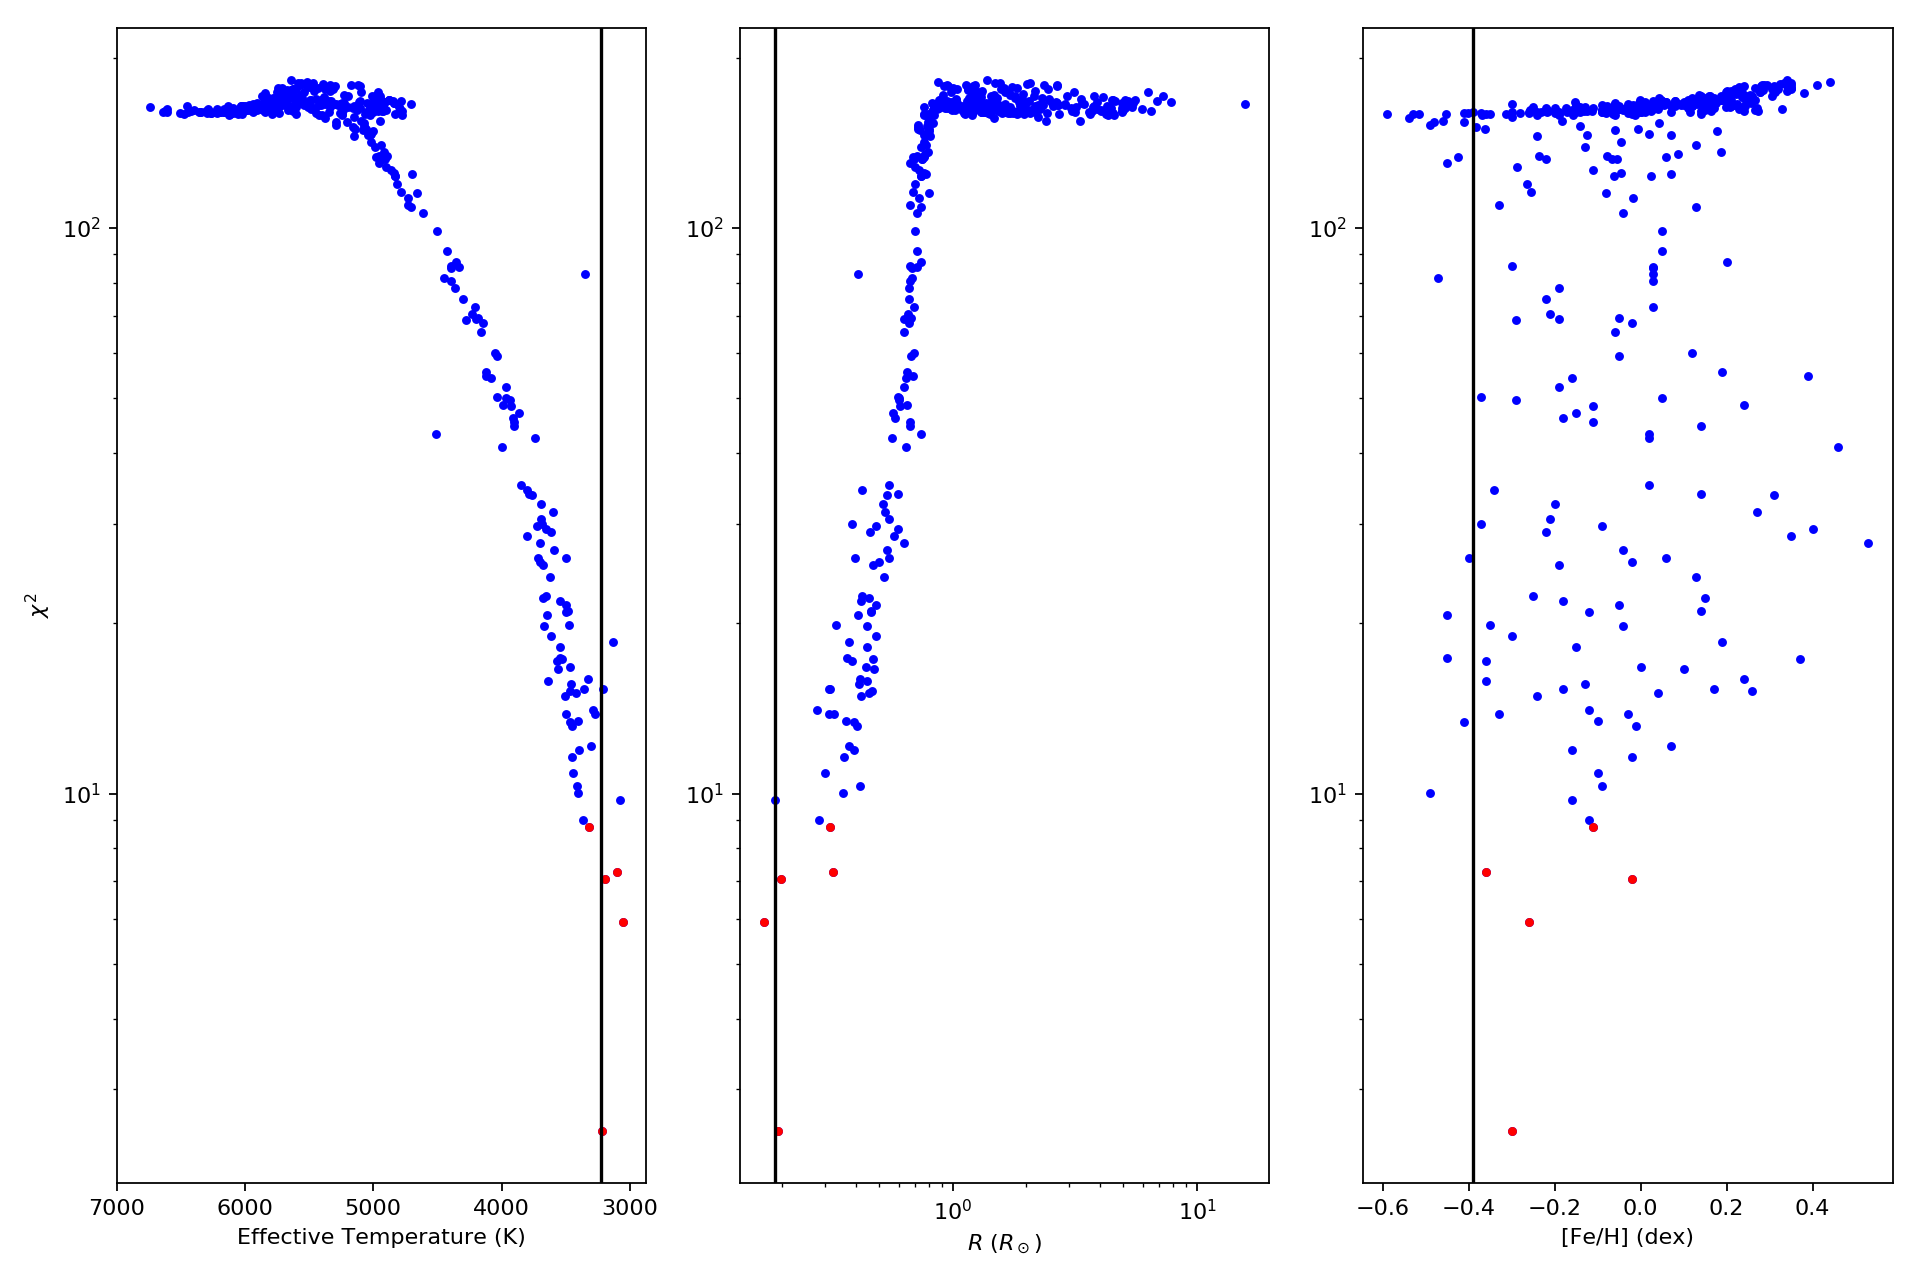 χ²
10²
10¹
7000 6000 5000 4000 3000
Effective Temperature (K)
10²
10¹
10⁰ 10¹
R (R⊙)
10²
10¹
−0.6 −0.4 −0.2 0.0 0.2 0.4
[Fe/H] (dex)